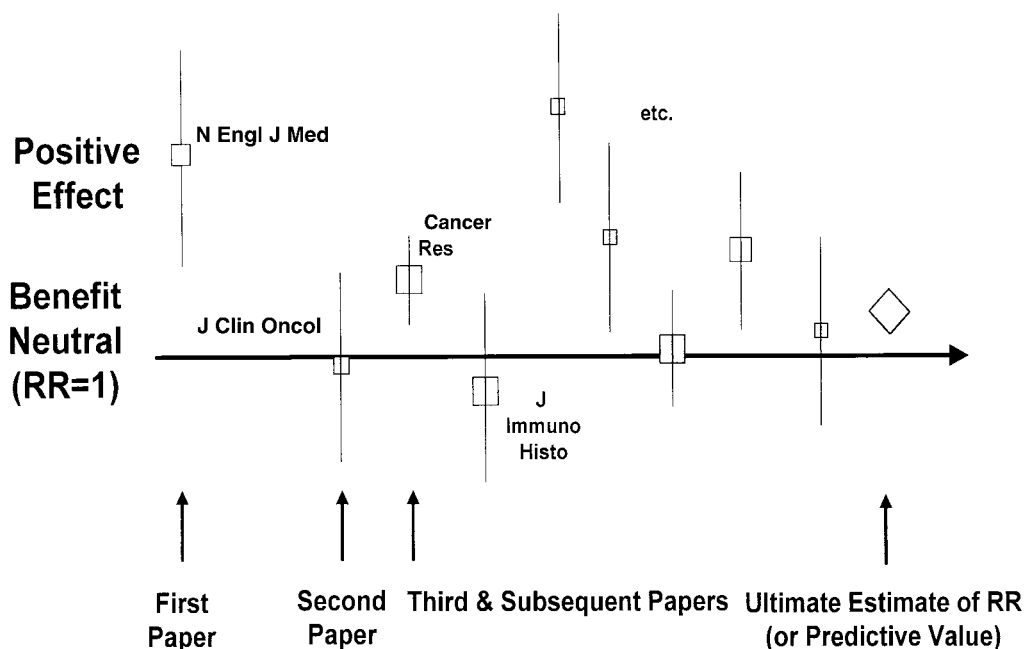 N Engl J Med
etc.
Positive
Effect
Cancer
Res
Benefit
Neutral
(RR=1)
J Clin Oncol
J
Immuno
Histo
First
Paper
Second
Paper
Third & Subsequent Papers
Ultimate Estimate of RR
(or Predictive Value)